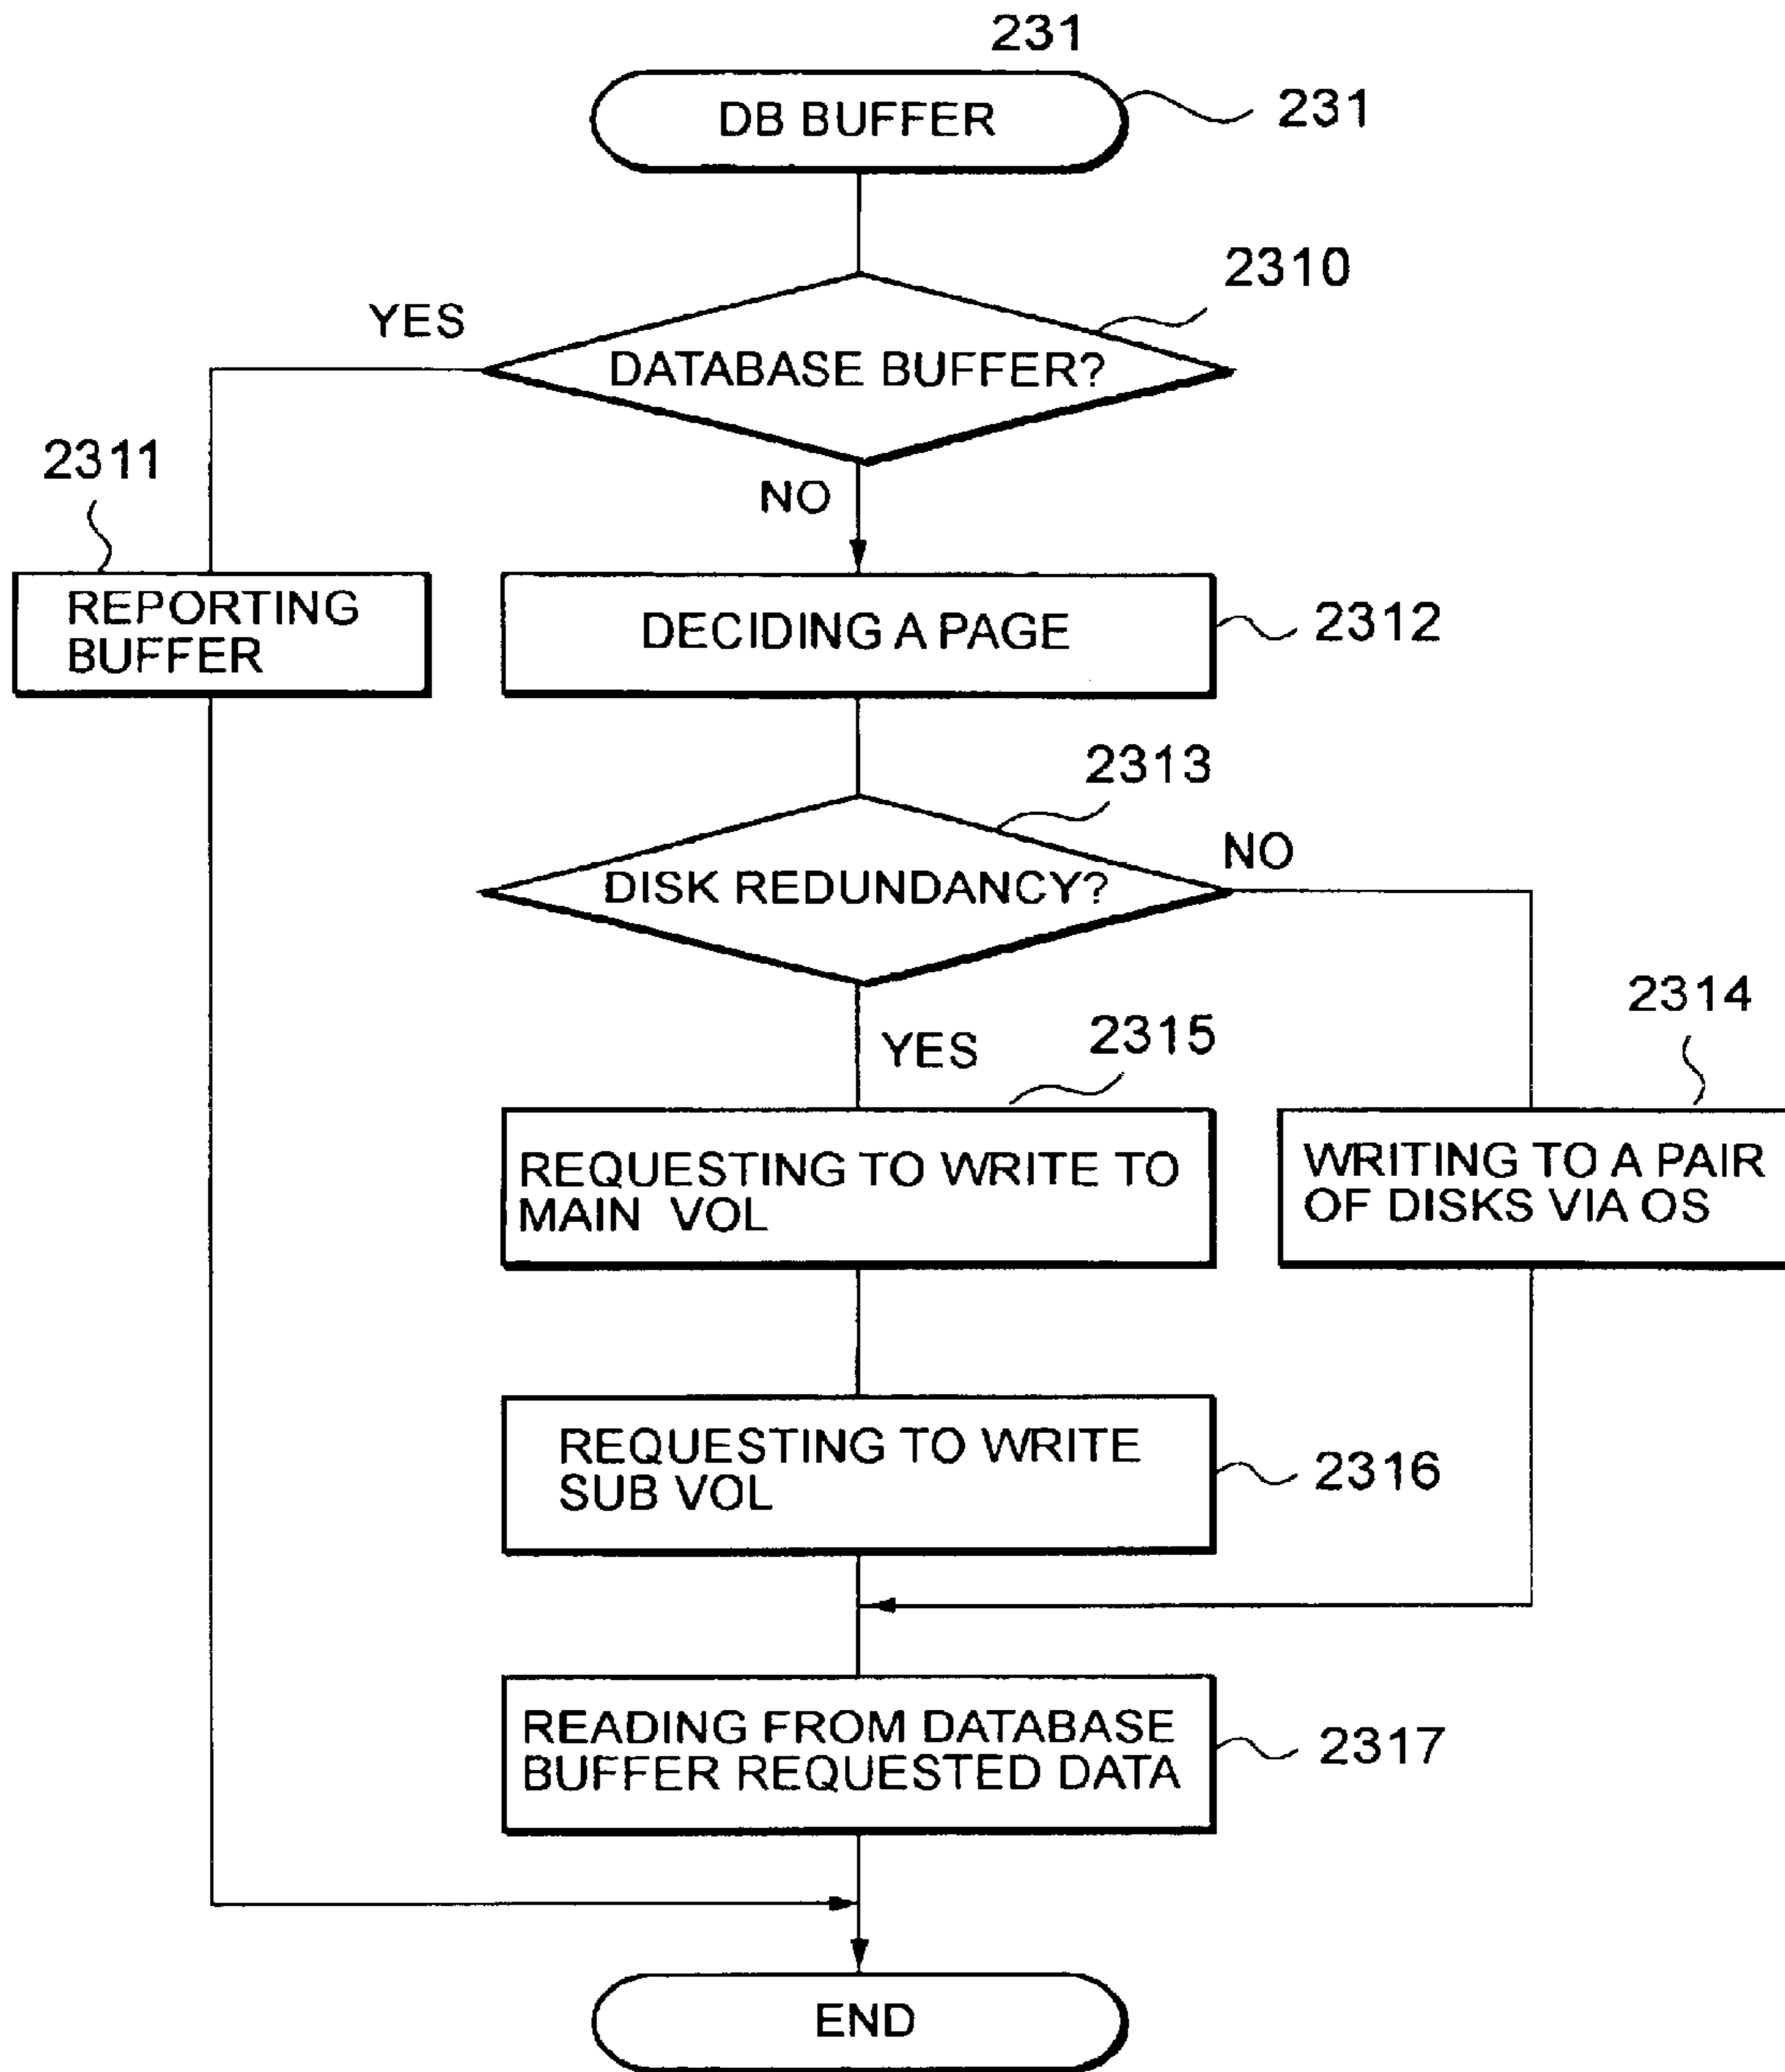 231
DB BUFFER
231
2310
YES
DATABASE BUFFER?
2311
NO
REPORTING
BUFFER
DECIDING A PAGE
2312
2313
NO
DISK REDUNDANCY?
2314
YES
2315
REQUESTING TO WRITE TO
MAIN VOL
WRITING TO A PAIR
OF DISKS VIA OS
REQUESTING TO WRITE
SUB VOL
2316
READING FROM DATABASE
BUFFER REQUESTED DATA
2317
END